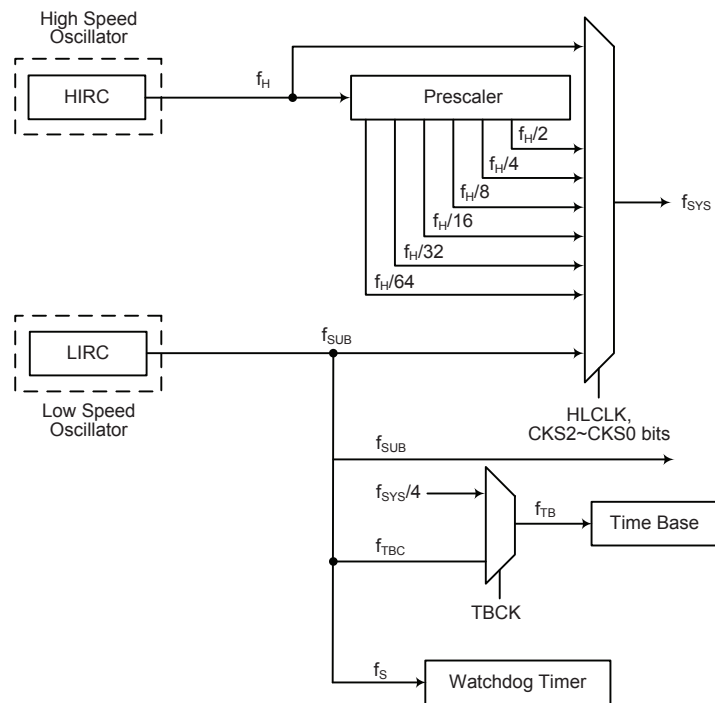 High Speed
Oscillator
HIRC
fH
Prescaler
fH/2
fH/4
fH/8
fH/16
fH/32
fH/64
fSYS
LIRC
fSUB
Low Speed
Oscillator
HLCLK,
CKS2~CKS0 bits
fSUB
fSYS/4
fTB
Time Base
fTBC
TBCK
fS
Watchdog Timer